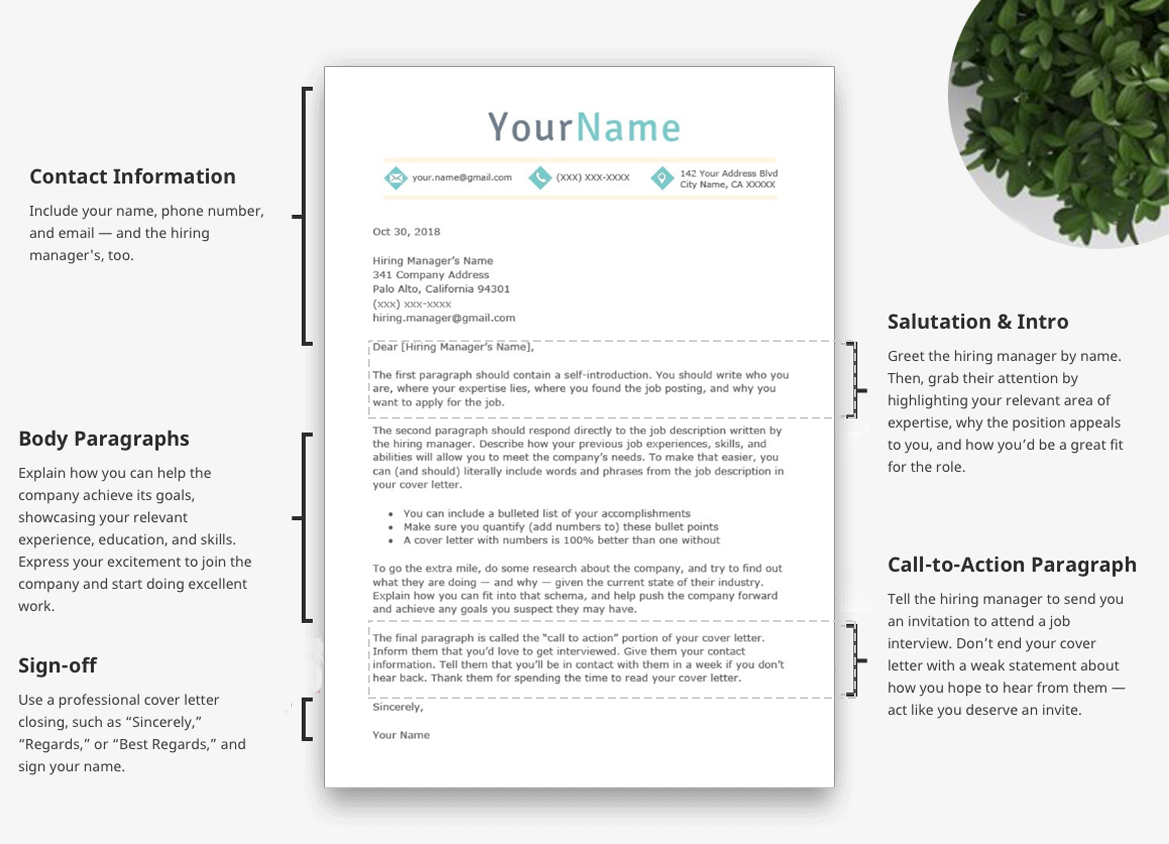 YourName
your.name@gmail.com
(XXX) XXX-XXXX
142 Your Address Blvd
City Name, CA XXXXX
Contact Information
Include your name, phone number,
and email — and the hiring
manager's, too.
Oct 30, 2018
Hiring Manager’s Name
341 Company Address
Palo Alto, California 94301
(xxx) xxx-xxxx
hiring.manager@gmail.com
Salutation & Intro
Greet the hiring manager by name.
Then, grab their attention by
highlighting your relevant area of
expertise, why the position appeals
to you, and how you’d be a great fit
for the role.
Dear [Hiring Manager’s Name],
The first paragraph should contain a self-introduction. You should write who you
are, where your expertise lies, where you found the job posting, and why you
want to apply for the job.
Body Paragraphs
Explain how you can help the
company achieve its goals,
showcasing your relevant
experience, education, and skills.
Express your excitement to join the
company and start doing excellent
work.
The second paragraph should respond directly to the job description written by
the hiring manager. Describe how your previous job experiences, skills, and
abilities will allow you to meet the company’s needs. To make that easier, you
can (and should) literally include words and phrases from the job description in
your cover letter.
• You can include a bulleted list of your accomplishments
• Make sure you quantify (add numbers to) these bullet points
• A cover letter with numbers is 100% better than one without
To go the extra mile, do some research about the company, and try to find out
what they are doing — and why — given the current state of their industry.
Explain how you can fit into that schema, and help push the company forward
and achieve any goals you suspect they may have.
Call-to-Action Paragraph
Tell the hiring manager to send you
an invitation to attend a job
interview. Don’t end your cover
letter with a weak statement about
how you hope to hear from them —
act like you deserve an invite.
The final paragraph is called the “call to action” portion of your cover letter.
Inform them that you’d love to get interviewed. Give them your contact
information. Tell them that you’ll be in contact with them in a week if you don’t
hear back. Thank them for spending the time to read your cover letter.
Sign-off
Use a professional cover letter
closing, such as “Sincerely,”
“Regards,” or “Best Regards,” and
sign your name.
Sincerely,
Your Name